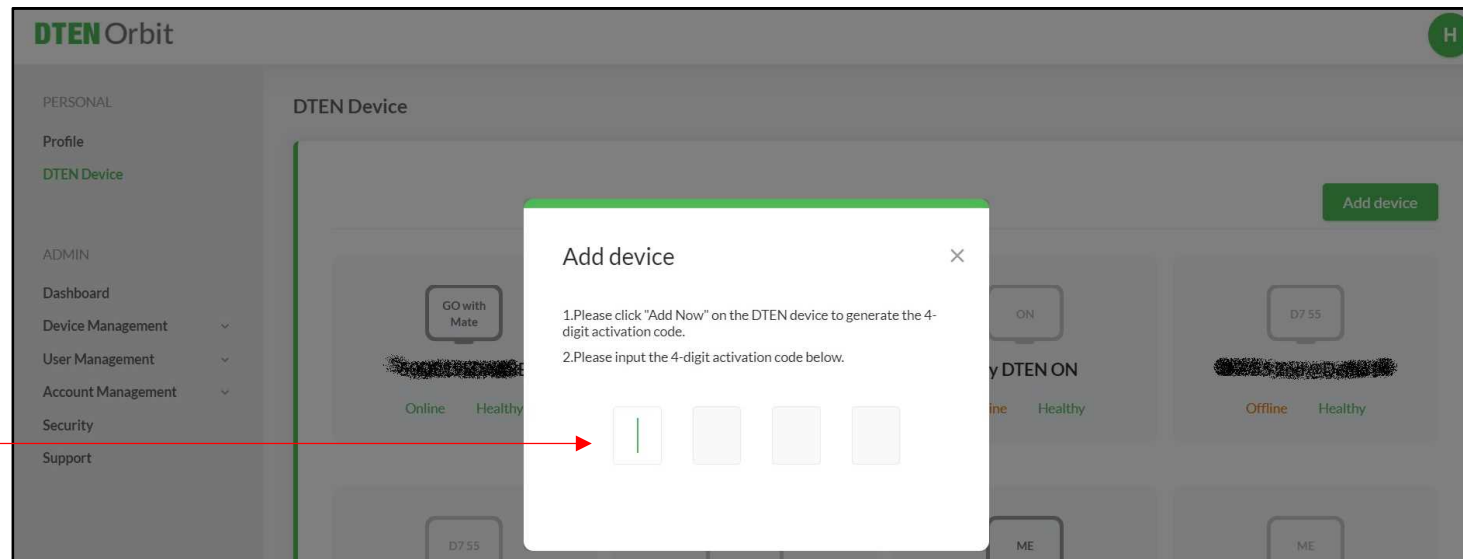 DTEN Orbit
H
PERSONAL
Profile
DTEN Device
ADMIN
Dashboard
Device Management
User Management
Account Management
Security
Support
DTEN Device
Add device
GO with
Mate
Online Healthy
ON
y DTEN ON
ine Healthy
D7 55
Offline Healthy
Add device
1.Please click "Add Now" on the DTEN device to generate the 4-
digit activation code.
2.Please input the 4-digit activation code below.
D7 55
ME
ME